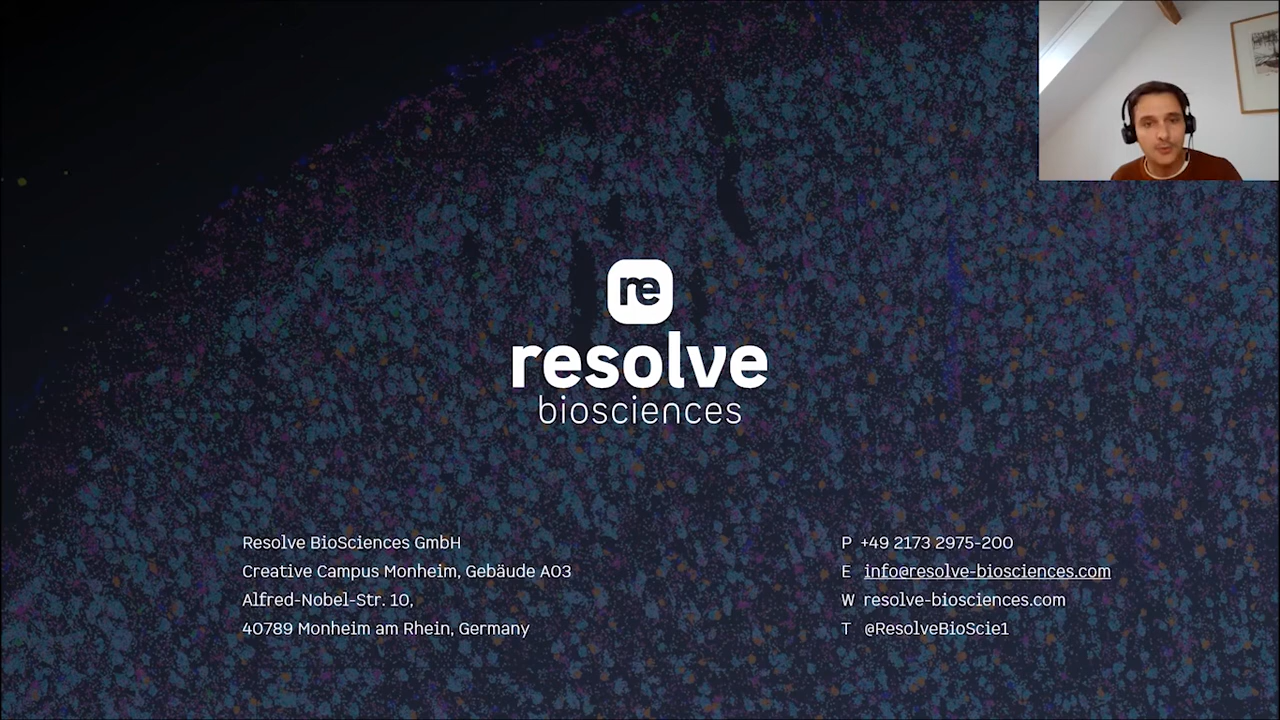 re
resolve
biosciences
Resolve BioSciences GmbH
Creative Campus Monheim, Gebäude A03
Alfred-Nobel-Str. 10,
40789 Monheim am Rhein, Germany
P +49 2173 2975-200
E info@resolve-biosciences.com
W resolve-biosciences.com
T @ResolveBioScie1